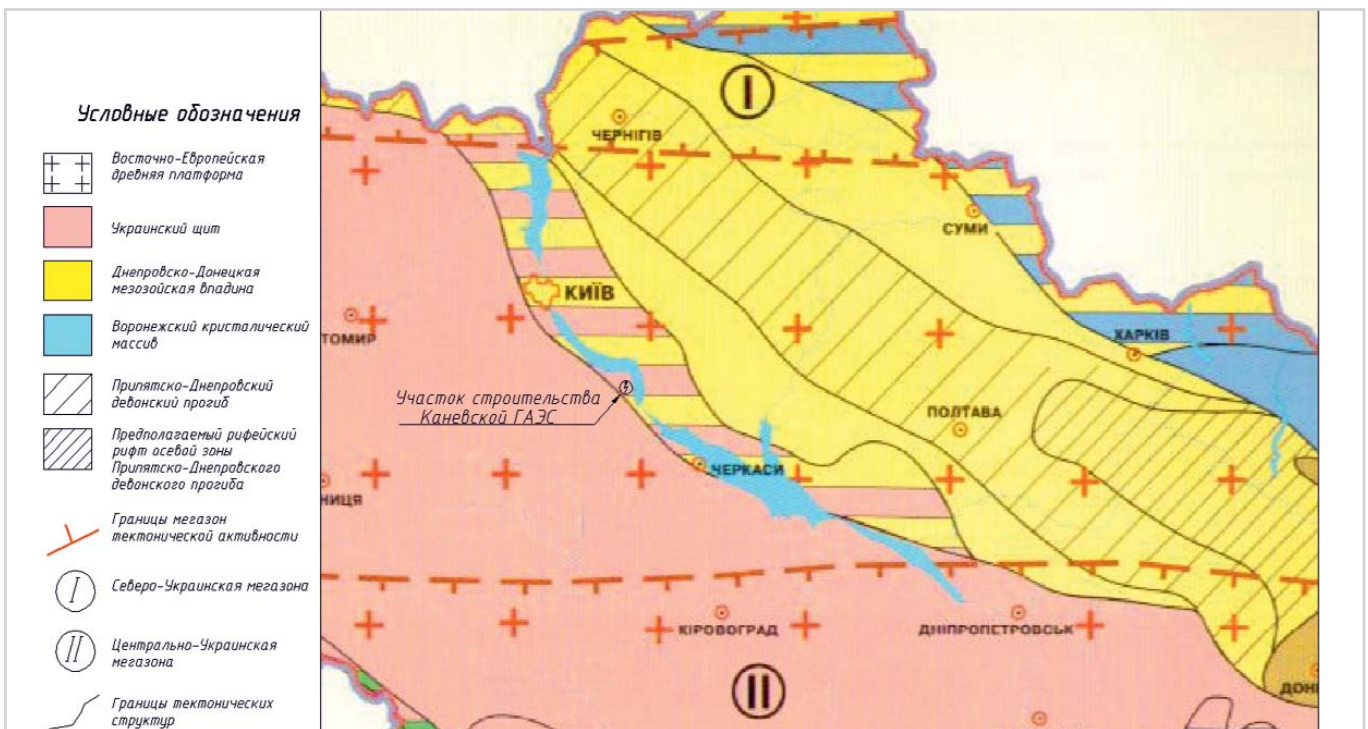 Условные обозначения
Восточно-Европейская
древняя платформа
Украинский щит
Днепровско-Донецкая
мезозойская впадина
Воронежский кристалический
массив
Припятско-Днепровский
девонский прогиб
Предполагаемый рифейский
рифт осевой зоны
Припятско-Днепровского
девонского прогиба
Границы мегазон
тектонической активности
I
Северо-Украинская мегазона
II
Центрально-Украинская
мегазона
Границы тектонических
структур
I
ЧЕРНІГІВ
СУМИ
КИЇВ
ТОМИР
ХАРКІВ
Участок строительства
Каневской ГАЭС
ПОЛТАВА
ЧЕРКАСИ
НИЦЯ
КІРОВОГРАД
ДНІПРОПЕТРОВСЬК
II
ДОН